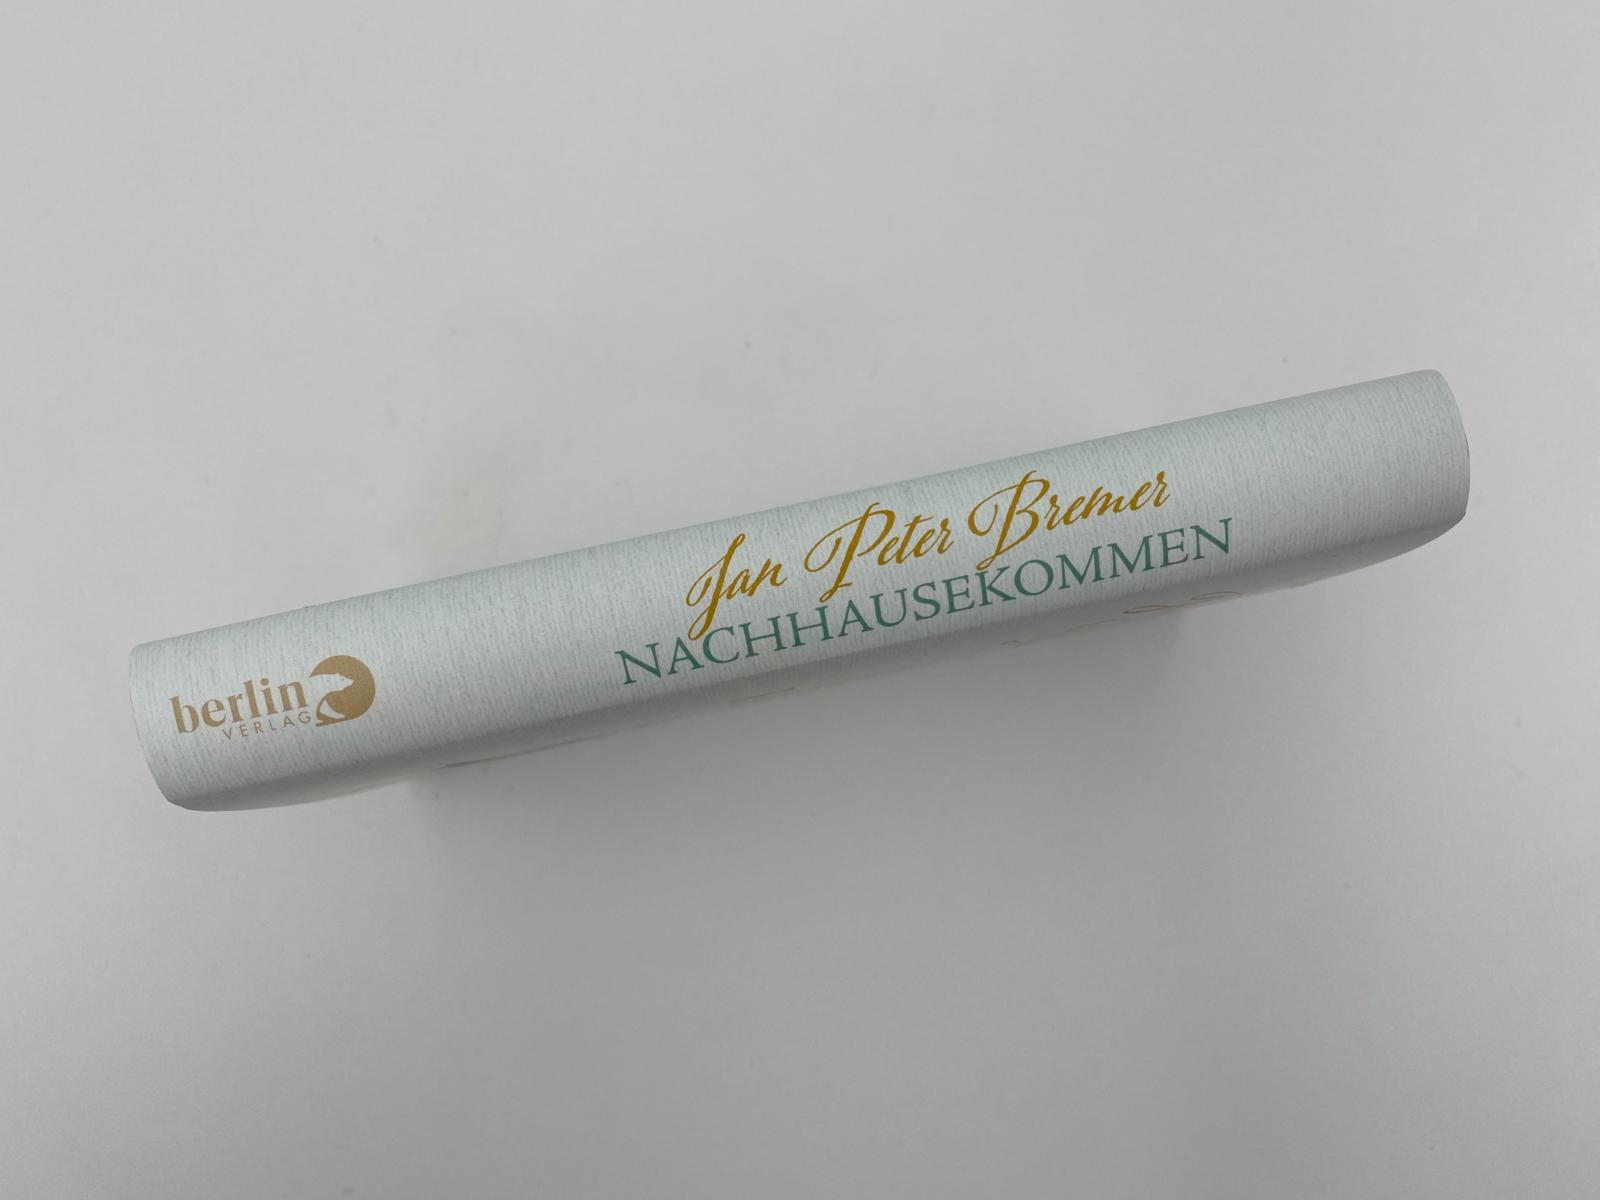 Jan Peter Bremer
NACHHAUSEKOMMEN
berlin
VERLAG